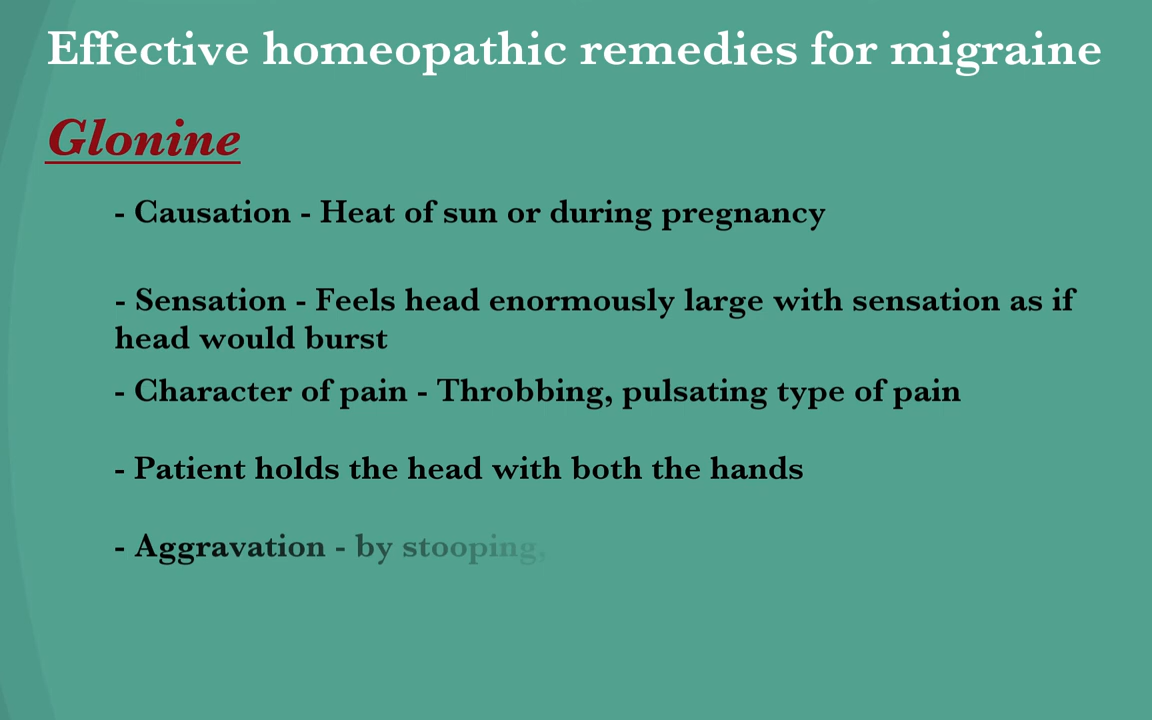 Effective homeopathic remedies for migraine
Glonine
- Causation - Heat of sun or during pregnancy
- Sensation - Feels head enormously large with sensation as if
head would burst
- Character of pain - Throbbing, pulsating type of pain
- Patient holds the head with both the hands
- Aggravation - by stooping,